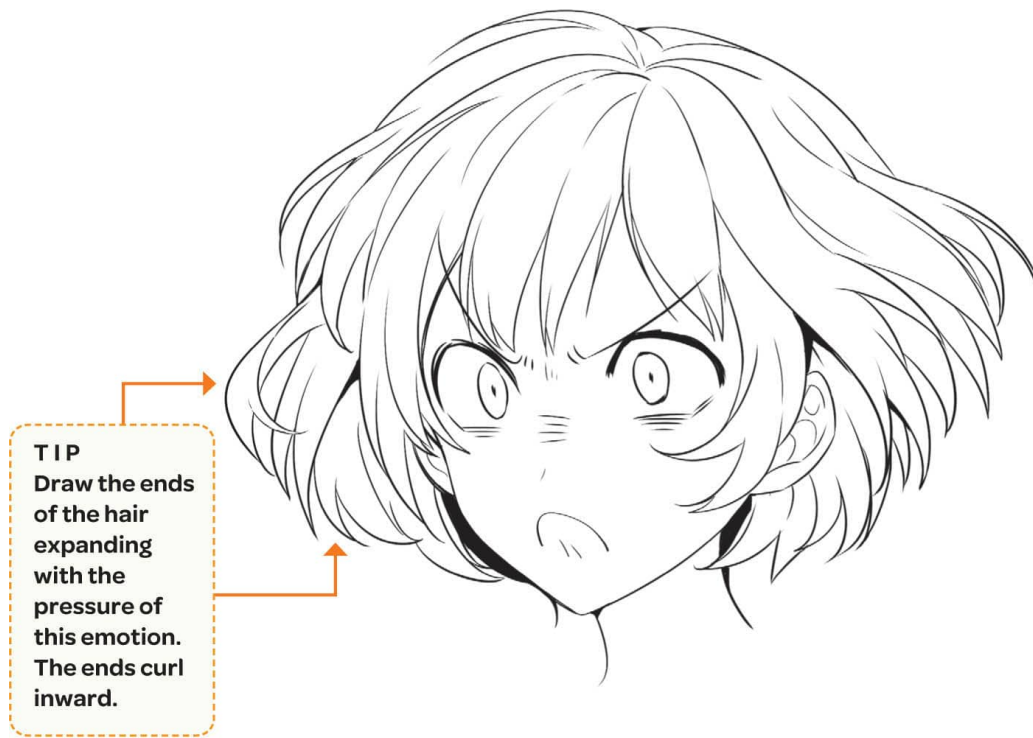 TIP
Draw the ends
of the hair
expanding
with the
pressure of
this emotion.
The ends curl
inward.